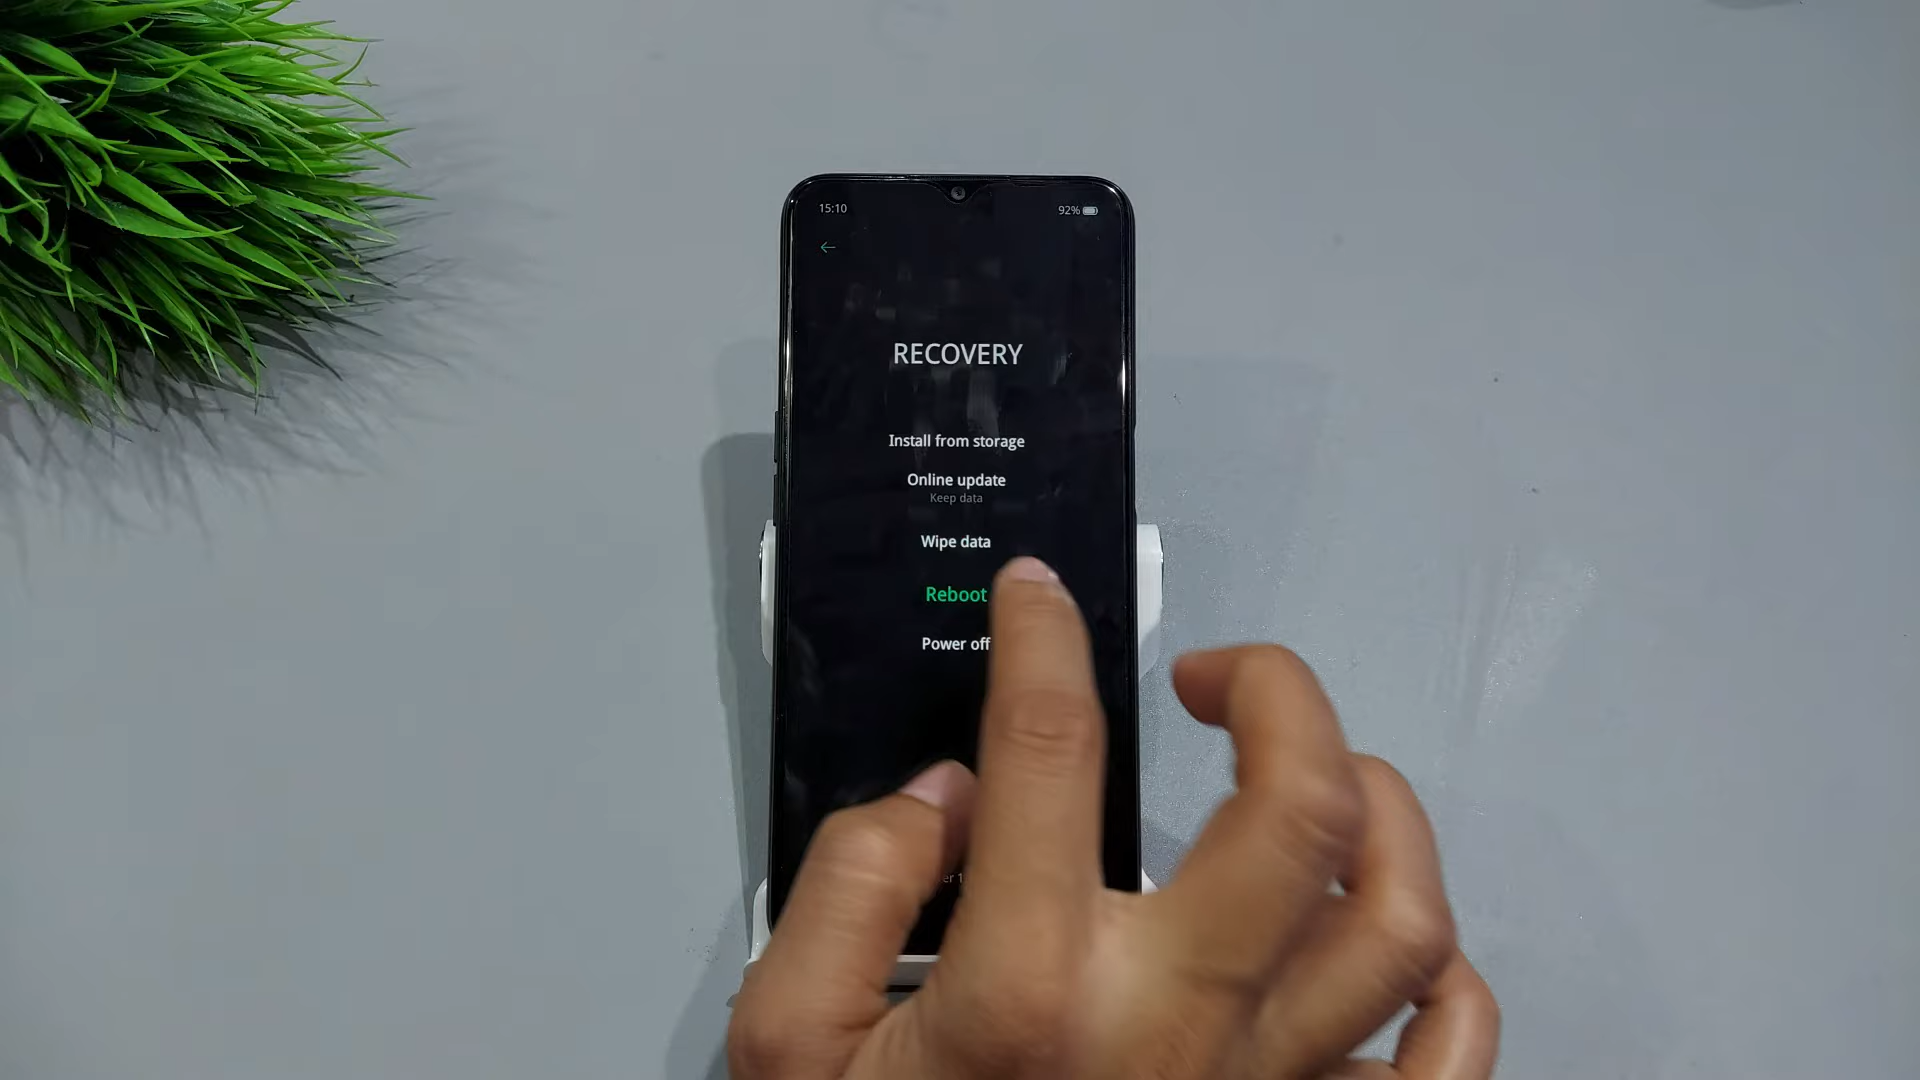 15:10
92%
RECOVERY
Install from storage
Online update
Keep data
Wipe data
Reboot
Power off